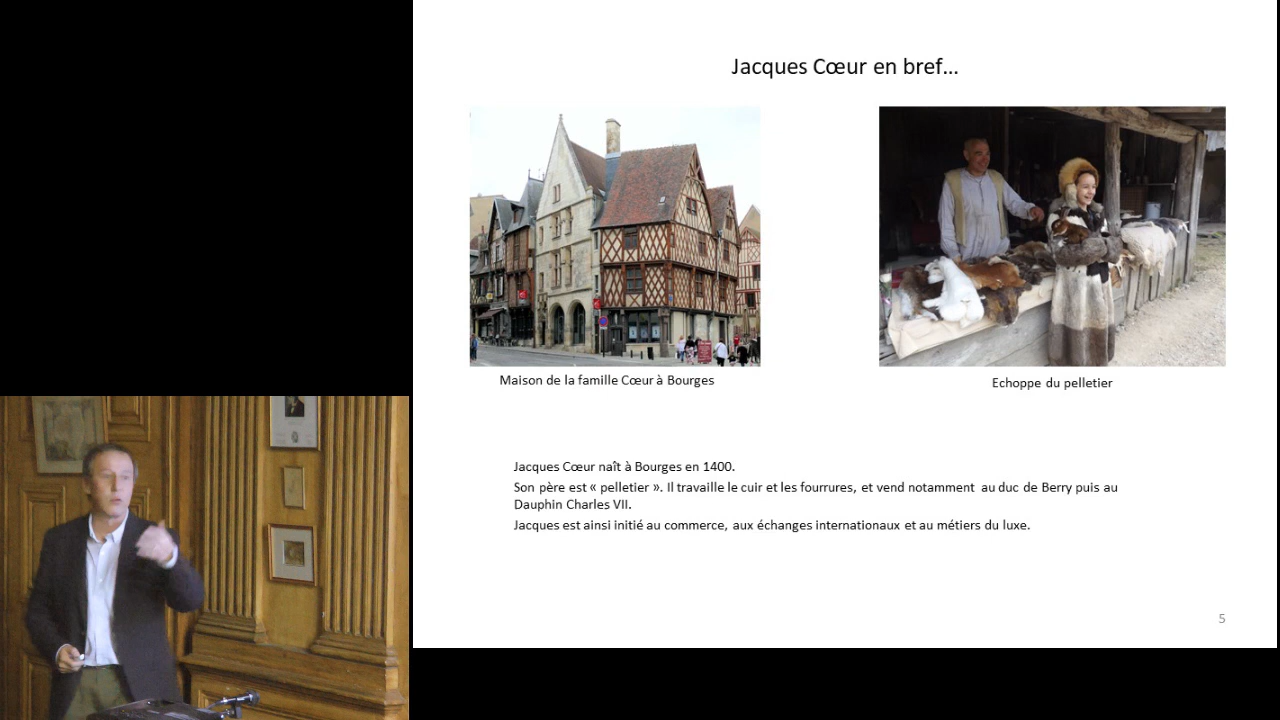 Jacques Cœur en bref...
Maison de la famille Cœur à Bourges
Echoppe du pelletier
Jacques Cœur naît à Bourges en 1400.
Son père est « pelletier ». Il travaille le cuir et les fourrures, et vend notamment au duc de Berry puis au
Dauphin Charles VII.
Jacques est ainsi initié au commerce, aux échanges internationaux et au métiers du luxe.
5